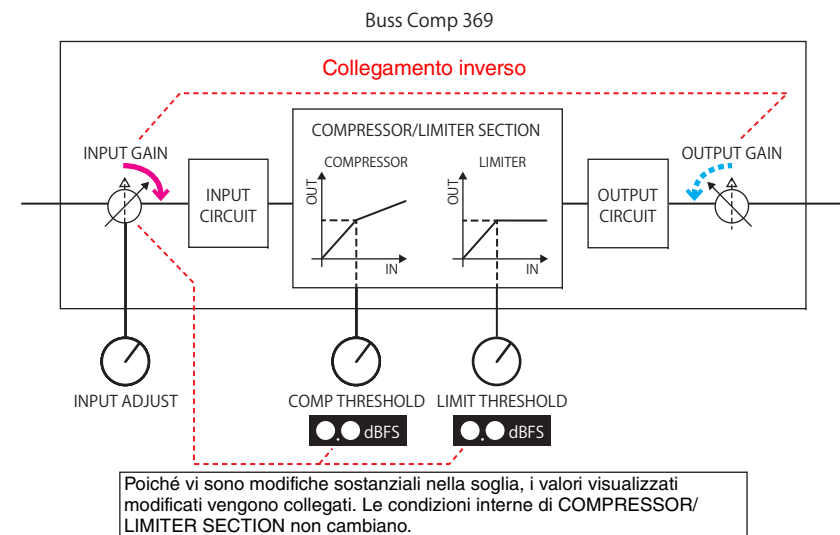 Buss Comp 369
Collegamento inverso
INPUT GAIN
COMPRESSOR/LIMITER SECTION
OUTPUT GAIN
COMPRESSOR
LIMITER
OUT
IN
OUT
IN
INPUT
CIRCUIT
OUTPUT
CIRCUIT
INPUT ADJUST
COMP THRESHOLD
LIMIT THRESHOLD
●.● dBFS
●.● dBFS
Poiché vi sono modifiche sostanziali nella soglia, i valori visualizzati
modificati vengono collegati. Le condizioni interne di COMPRESSOR/
LIMITER SECTION non cambiano.